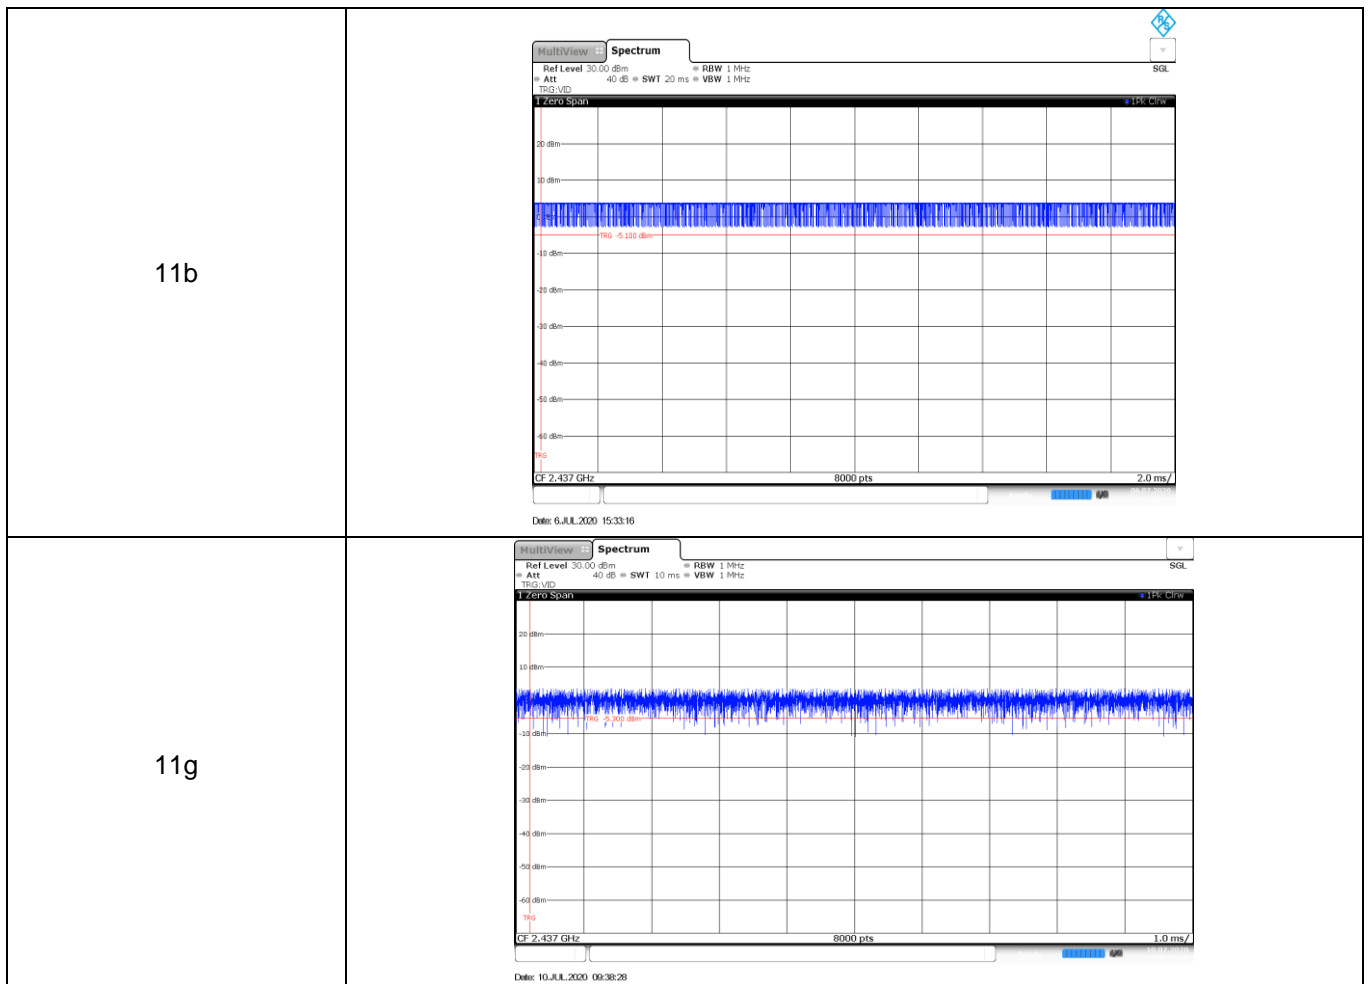 11b
MultiView Spectrum
Ref Level 30.00 dBm RBW 1 MHz SGL
Att 40 dB SWT 20 ms VBW 1 MHz
TRG:VID
1 Zero Span 1Pk Clrw
20 dBm
10 dBm
TRG -5.100 dBm
-10 dBm
-20 dBm
-30 dBm
-40 dBm
-50 dBm
-60 dBm
TRG
CF 2.437 GHz 8000 pts 2.0 ms/
Date: 6.JUL.2020 15:33:16
11g
MultiView Spectrum
Ref Level 30.00 dBm RBW 1 MHz SGL
Att 40 dB SWT 10 ms VBW 1 MHz
TRG:VID
1 Zero Span 1Pk Clrw
20 dBm
10 dBm
TRG -5.300 dBm
-10 dBm
-20 dBm
-30 dBm
-40 dBm
-50 dBm
-60 dBm
TRG
CF 2.437 GHz 8000 pts 1.0 ms/
Date: 10.JUL.2020 09:38:28